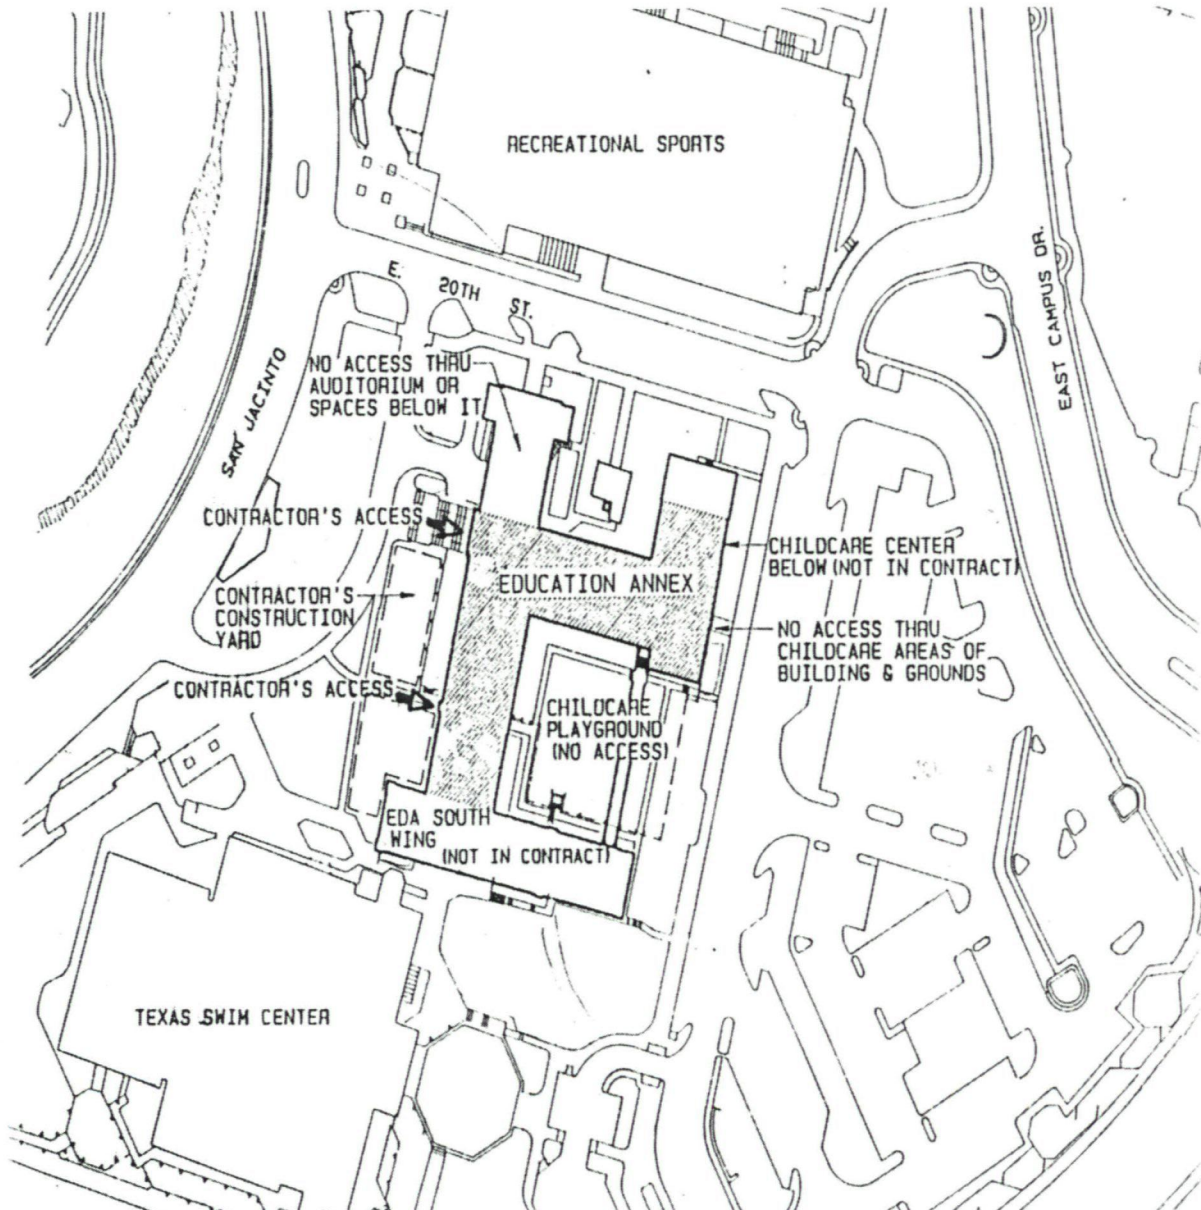 RECREATIONAL SPORTS
EAST CAMPUS DR.
E. 20TH ST.
SAN JACINTO
NO ACCESS THRU
AUDITORIUM OR
SPACES BELOW IT
CONTRACTOR'S ACCESS
CHILDCARE CENTER
BELOW (NOT IN CONTRACT)
EDUCATION ANNEX
CONTRACTOR'S
CONSTRUCTION
YARD
NO ACCESS THRU
CHILDCARE AREAS OF
BUILDING & GROUNDS
CONTRACTOR'S ACCESS
CHILDCARE
PLAYGROUND
(NO ACCESS)
EDA SOUTH
WING
(NOT IN CONTRACT)
TEXAS SWIM CENTER